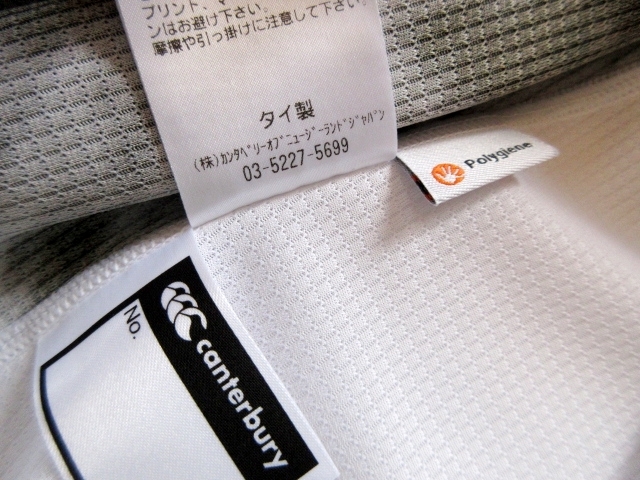 プリント、マ
ンはお避け下さい。
摩擦や引っ掛けに注意して下さい。
タイ製
(株)カンタベリーオブニュージーランドジャパン
03-5227-5699
Polygiene
No.
canterbury